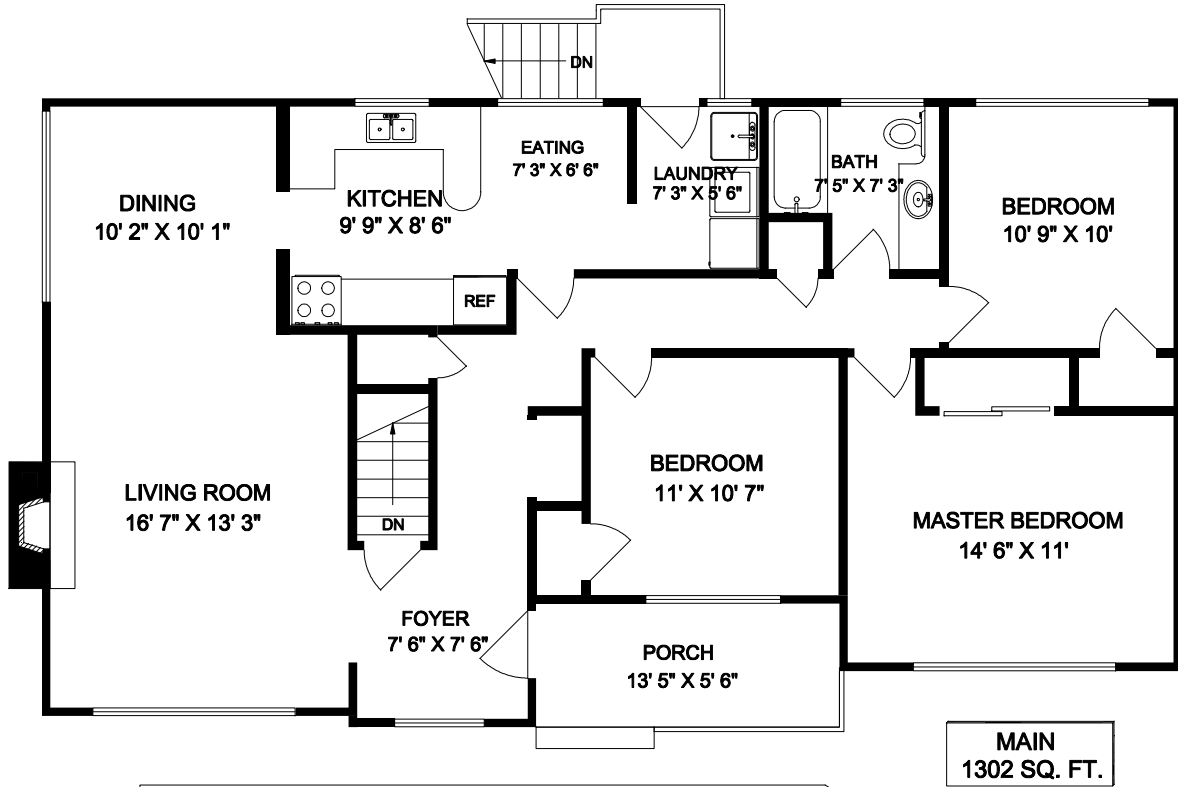 DN
EATING
7' 3" X 6' 6"
LAUNDRY
7' 3" X 5' 6"
BATH
7' 5" X 7' 3"
KITCHEN
9' 9" X 8' 6"
DINING
10' 2" X 10' 1"
BEDROOM
10' 9" X 10'
REF
BEDROOM
11' X 10' 7"
LIVING ROOM
16' 7" X 13' 3"
DN
MASTER BEDROOM
14' 6" X 11'
FOYER
7' 6" X 7' 6"
PORCH
13' 5" X 5' 6"
MAIN
1302 SQ. FT.